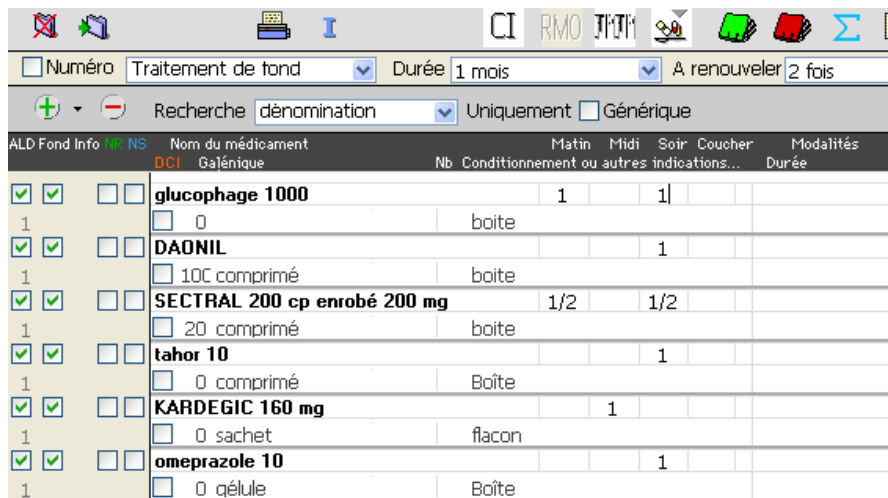 I CI RMO Σ
Numéro Traitement de fond Durée 1 mois A renouveler 2 fois
Recherche dénomination Uniquement Générique
ALD Fond Info NR NS Nom du médicament Matin Midi Soir Coucher Modalités
DCI Galénique Nb Conditionnement ou autres indications... Durée
glucophage 1000 1 1
1 0 boite
DAONIL 1
1 100 comprimé boite
SECTRAL 200 cp enrobé 200 mg 1/2 1/2
1 20 comprimé boite
tahor 10 1
1 0 comprimé Boîte
KARDEGIC 160 mg 1
1 0 sachet flacon
omeprazole 10 1
1 0 gélule Boîte